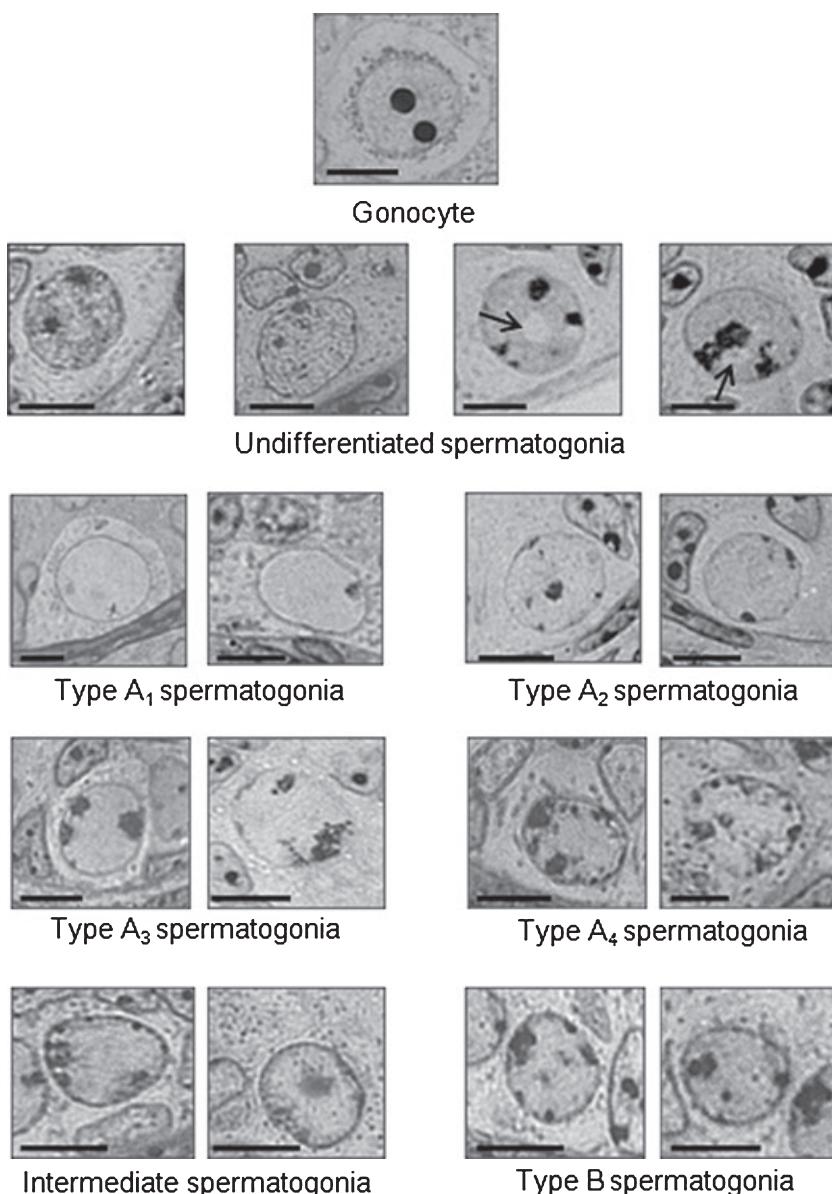 Gonocyte
Undifferentiated spermatogonia
Type A₁ spermatogonia
Type A₂ spermatogonia
Type A₃ spermatogonia
Type A₄ spermatogonia
Intermediate spermatogonia
Type B spermatogonia